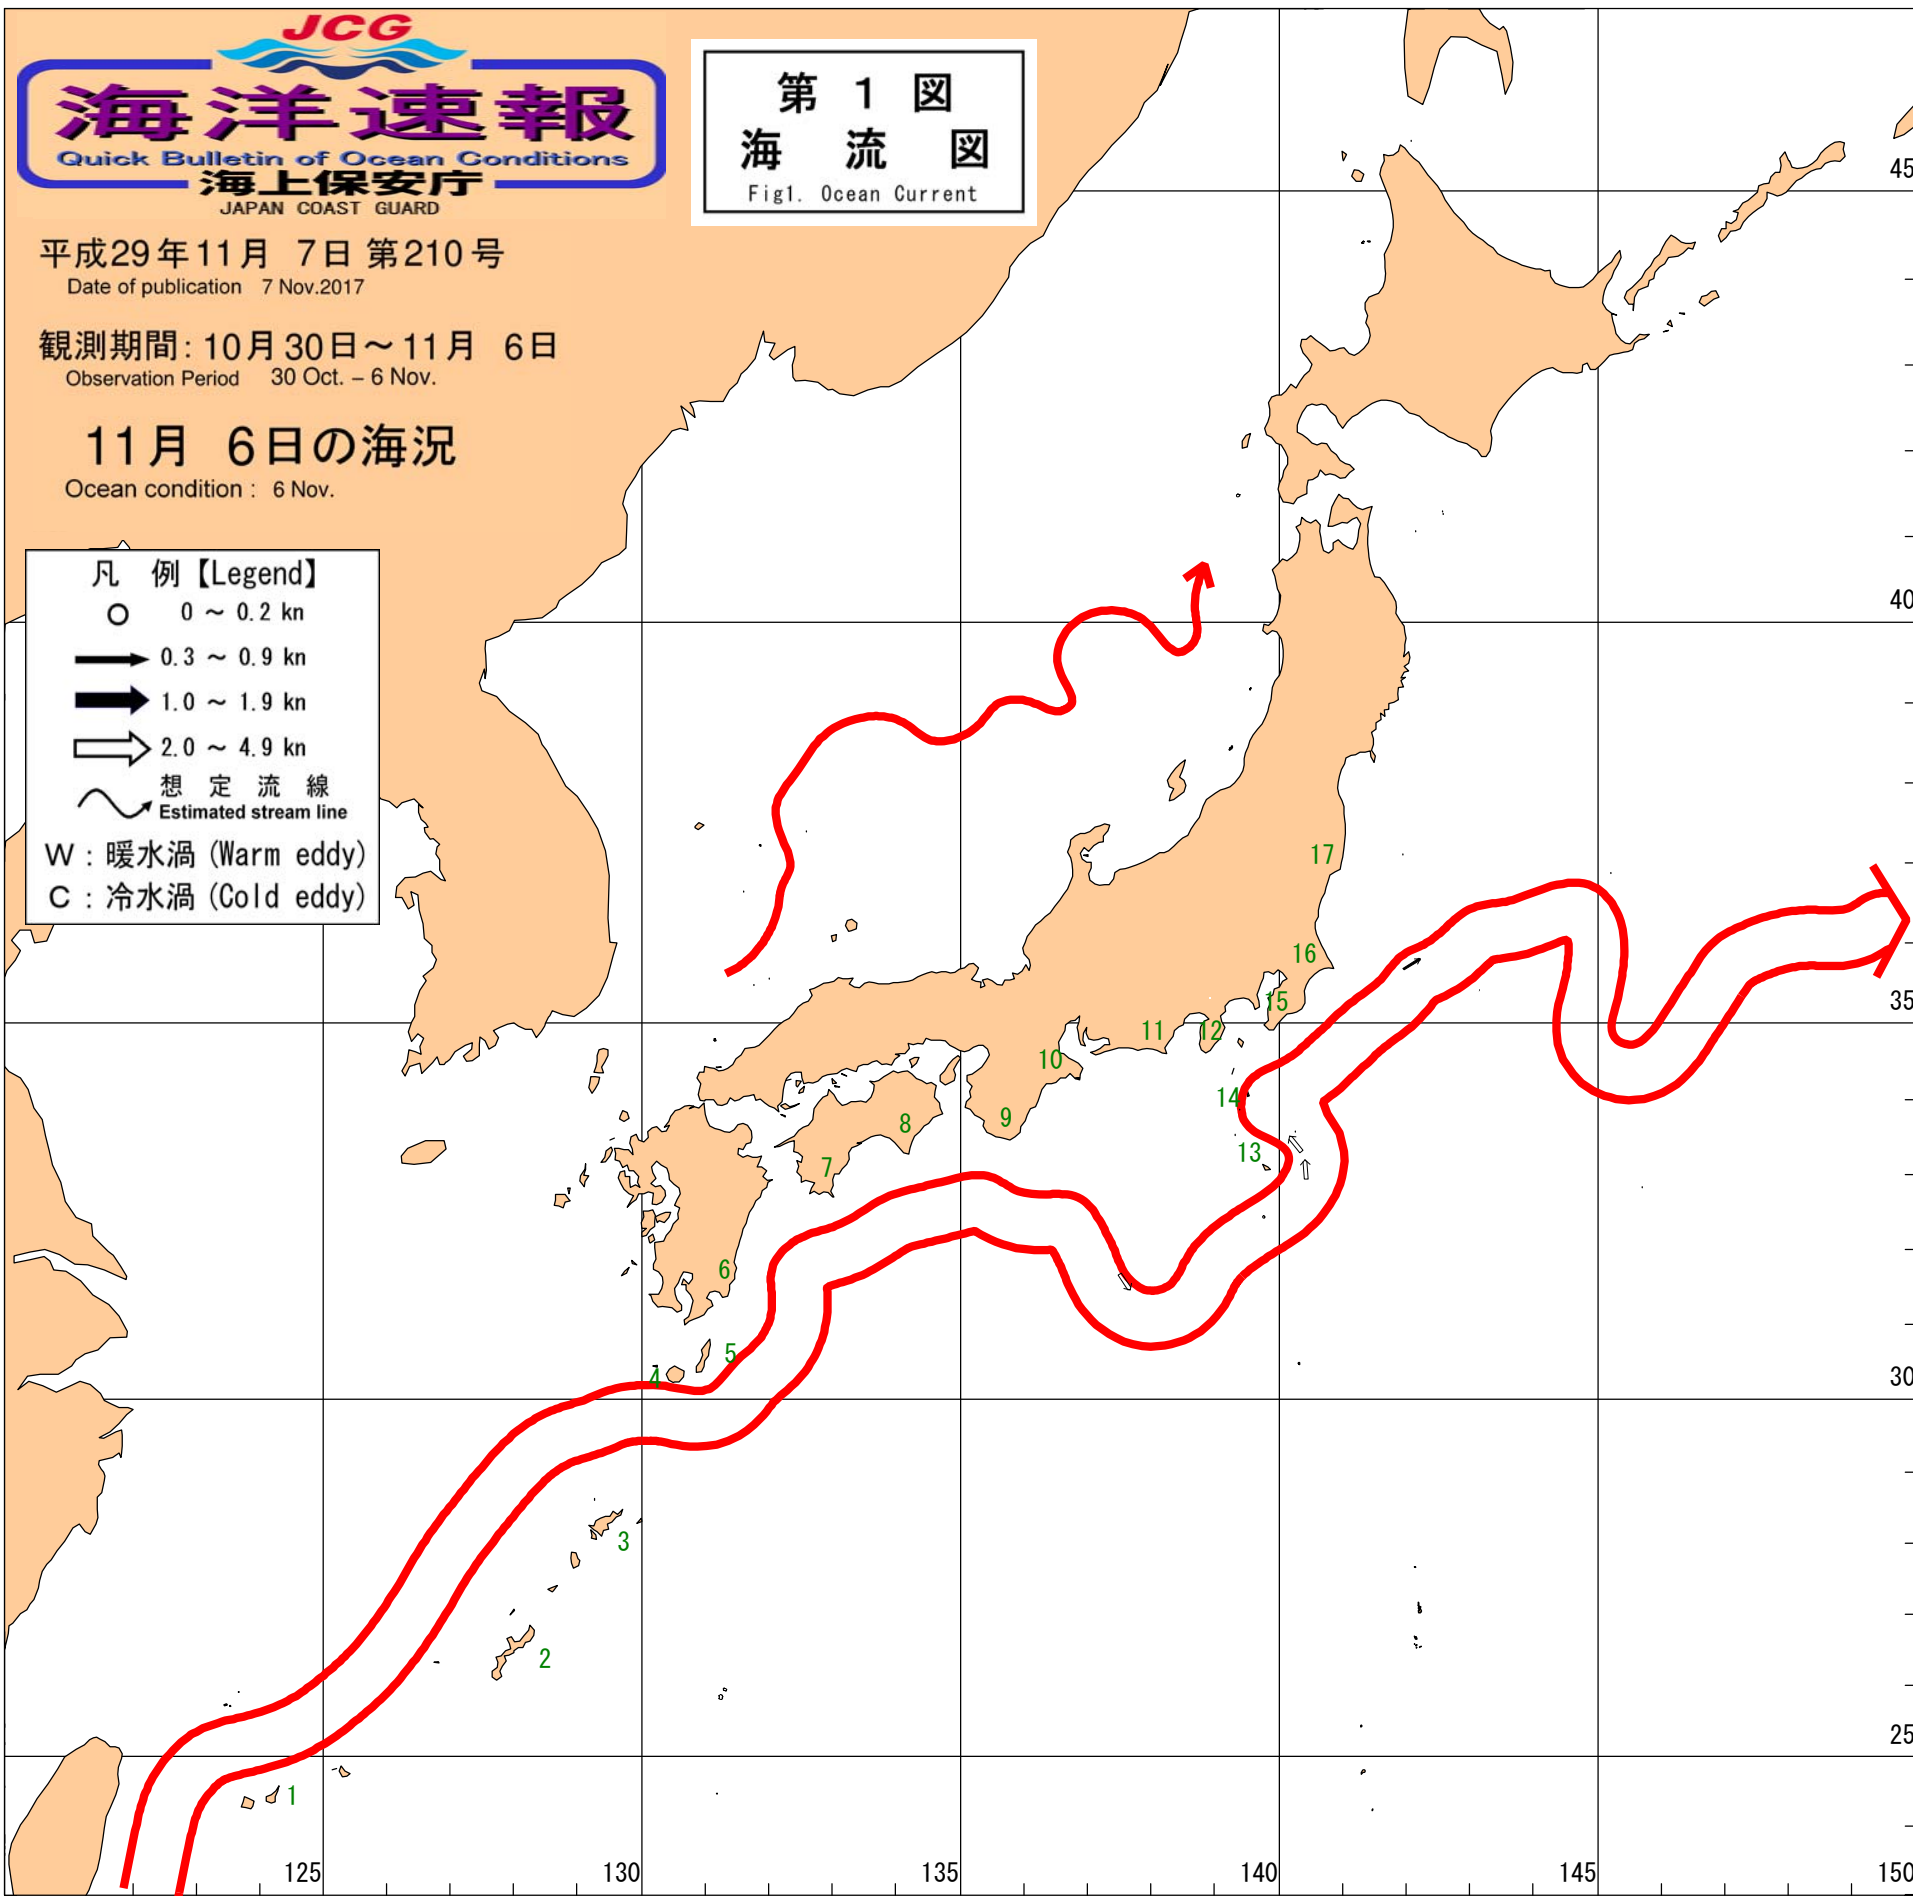 JCG
海洋速報
Quick Bulletin of Ocean Conditions
海上保安庁
JAPAN COAST GUARD
第 1 図
海 流 図
Fig1. Ocean Current
平成29年11月 7日 第210号
Date of publication 7 Nov.2017
観測期間: 10月30日～11月 6日
Observation Period 30 Oct. – 6 Nov.
11月 6日の海況
Ocean condition : 6 Nov.
凡 例【Legend】
0 ～ 0.2 kn
0.3 ～ 0.9 kn
1.0 ～ 1.9 kn
2.0 ～ 4.9 kn
想 定 流 線
Estimated stream line
W : 暖水渦 (Warm eddy)
C : 冷水渦 (Cold eddy)
45
40
17
16
35
15
12
11
10
14
9
8
13
7
6
5
4
30
3
2
25
1
125
130
135
140
145
150